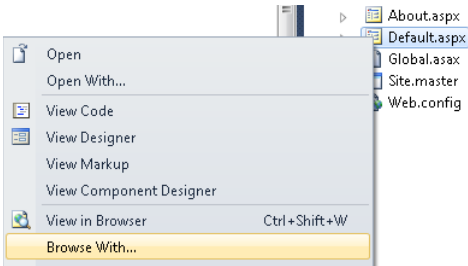 About.aspx
Default.aspx
Global.asax
Site.master
Web.config
Open
Open With...
View Code
View Designer
View Markup
View Component Designer
View in Browser Ctrl+Shift+W
Browse With...